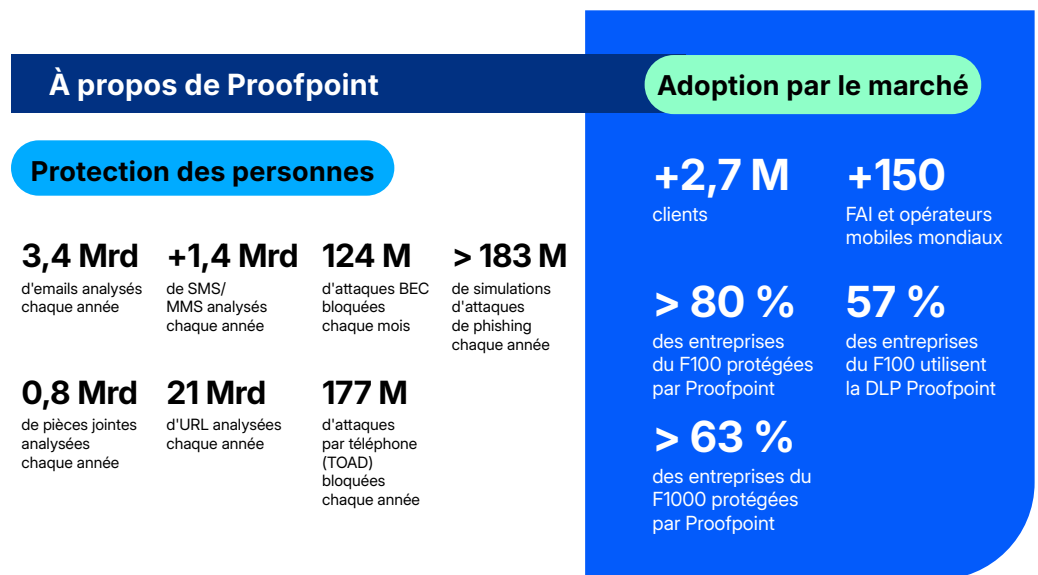 À propos de Proofpoint
Adoption par le marché
Protection des personnes
3,4 Mrd
d'emails analysés
chaque année
+1,4 Mrd
de SMS/
MMS analysés
chaque année
124 M
d'attaques BEC
bloquées
chaque mois
> 183 M
de simulations
d'attaques
de phishing
chaque année
0,8 Mrd
de pièces jointes
analysées
chaque année
21 Mrd
d'URL analysées
chaque année
177 M
d'attaques
par téléphone
(TOAD)
bloquées
chaque année
+2,7 M
clients
+150
FAI et opérateurs
mobiles mondiaux
> 80 %
des entreprises
du F100 protégées
par Proofpoint
57 %
des entreprises
du F100 utilisent
la DLP Proofpoint
> 63 %
des entreprises du
F1000 protégées
par Proofpoint